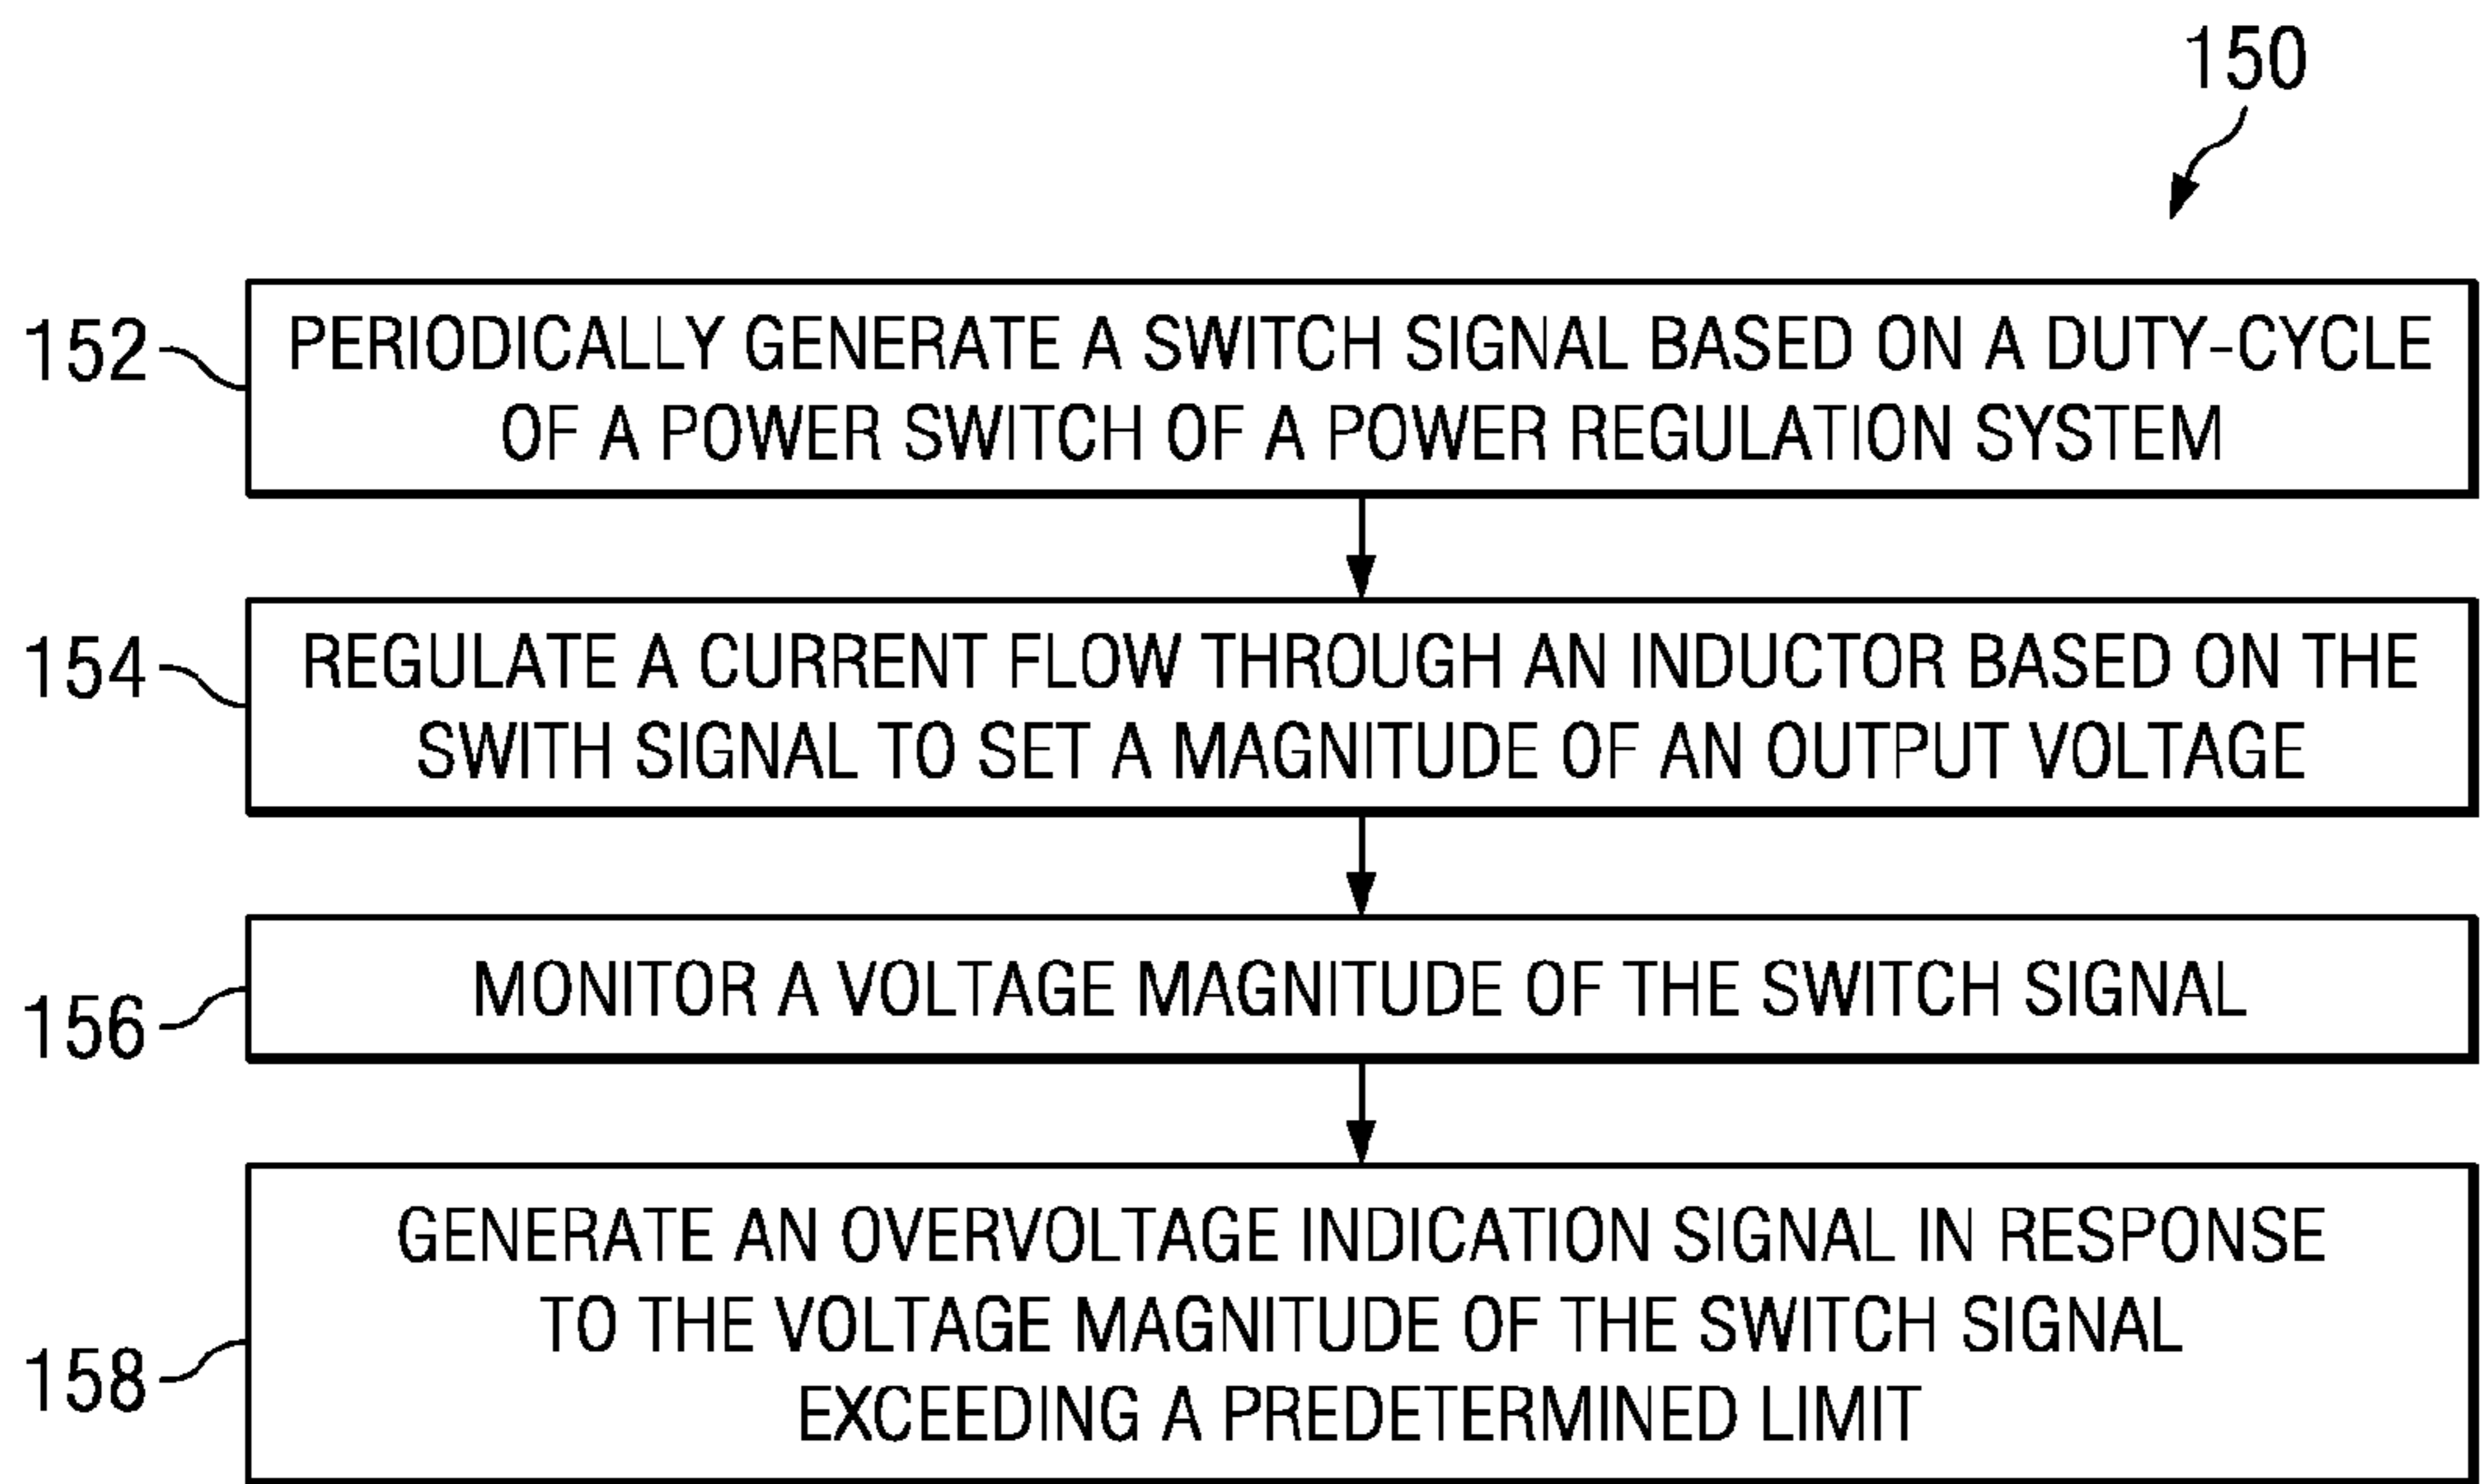 150
152
PERIODICALLY GENERATE A SWITCH SIGNAL BASED ON A DUTY-CYCLE
OF A POWER SWITCH OF A POWER REGULATION SYSTEM
154
REGULATE A CURRENT FLOW THROUGH AN INDUCTOR BASED ON THE
SWITH SIGNAL TO SET A MAGNITUDE OF AN OUTPUT VOLTAGE
156
MONITOR A VOLTAGE MAGNITUDE OF THE SWITCH SIGNAL
158
GENERATE AN OVERVOLTAGE INDICATION SIGNAL IN RESPONSE
TO THE VOLTAGE MAGNITUDE OF THE SWITCH SIGNAL
EXCEEDING A PREDETERMINED LIMIT